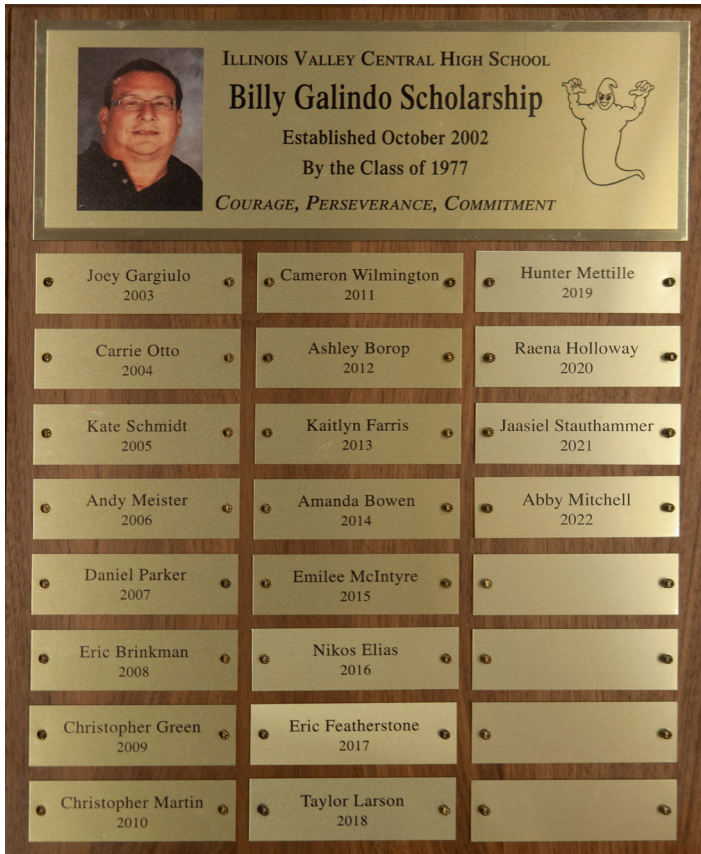 Illinois Valley Central High School
Billy Galindo Scholarship
Established October 2002
By the Class of 1977
Courage, Perseverance, Commitment
Joey Gargiulo
2003
Carrie Otto
2004
Kate Schmidt
2005
Andy Meister
2006
Daniel Parker
2007
Eric Brinkman
2008
Christopher Green
2009
Christopher Martin
2010
Cameron Wilmington
2011
Ashley Borop
2012
Kaitlyn Farris
2013
Amanda Bowen
2014
Emilee McIntyre
2015
Nikos Elias
2016
Eric Featherstone
2017
Taylor Larson
2018
Hunter Mettille
2019
Raena Holloway
2020
Jaasiel Stauthammer
2021
Abby Mitchell
2022